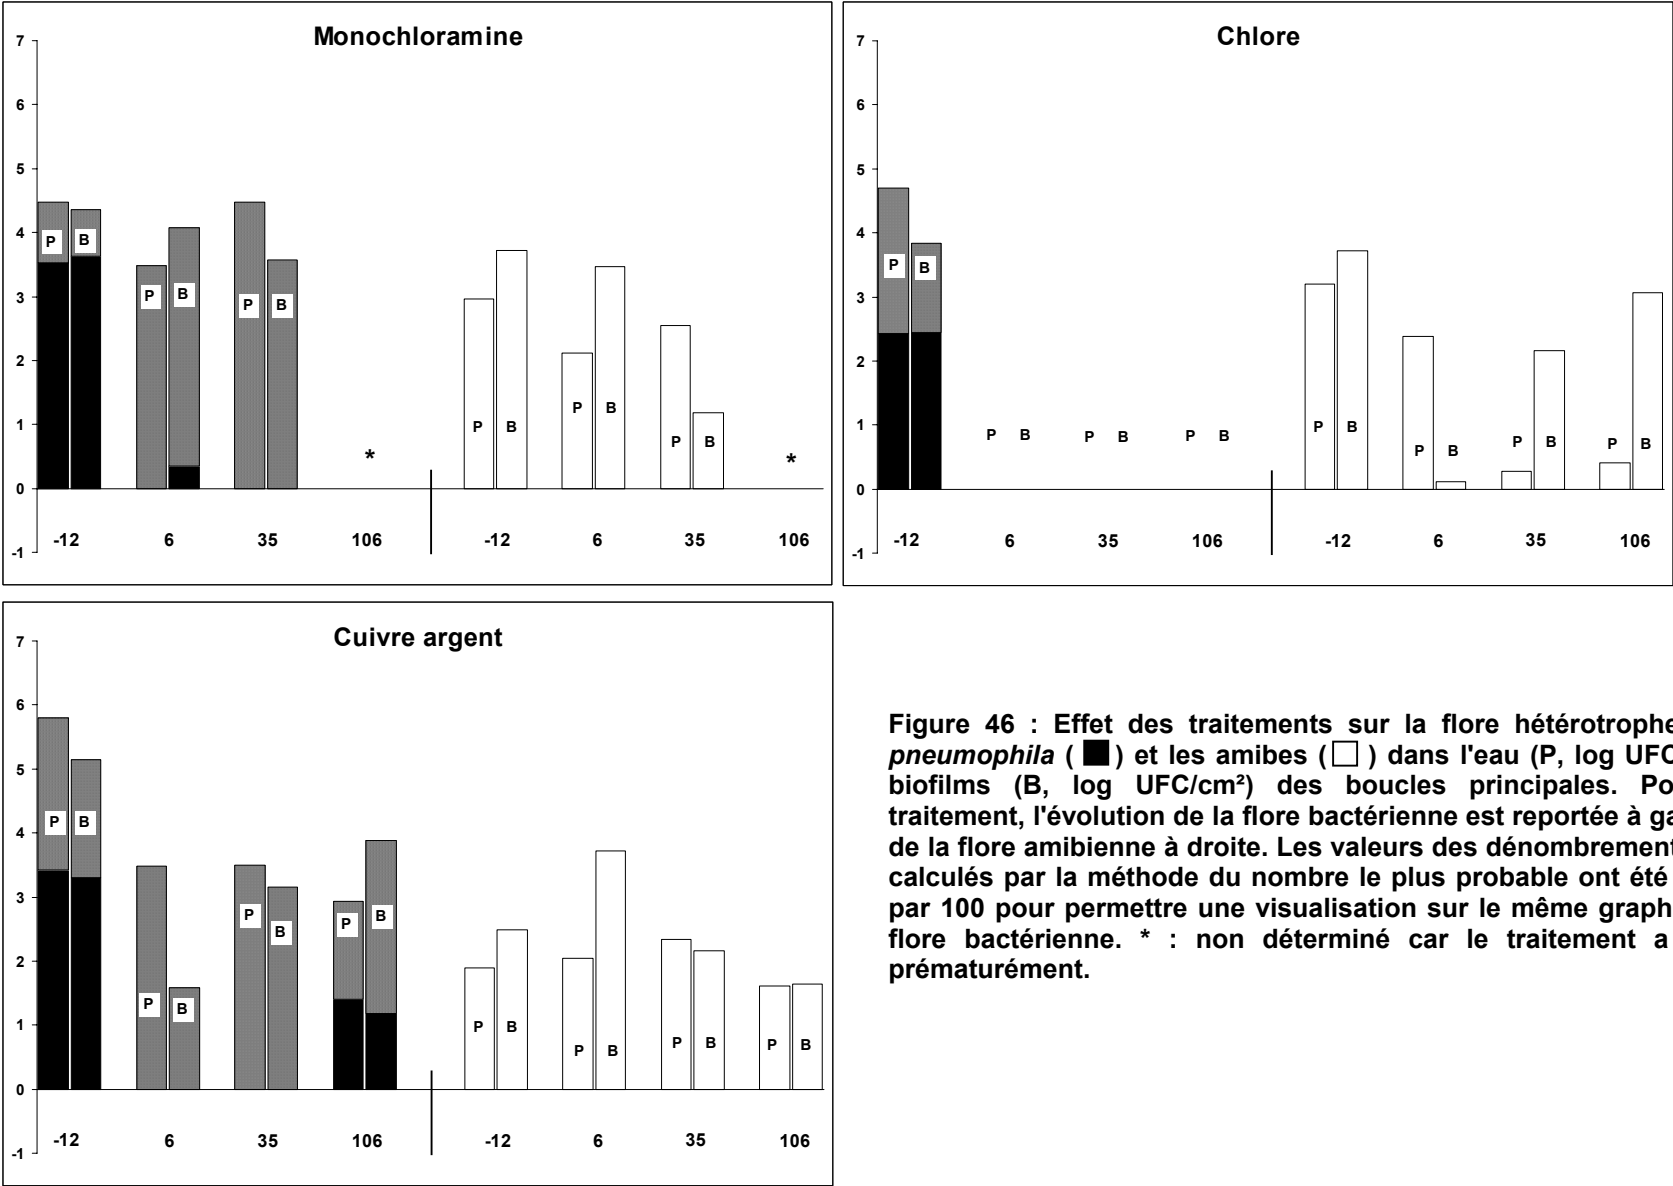 Monochloramine
7
6
5
4
3
2
1
0
-1
P B
P B
P B
*
P B
P B
P B
*
-12 6 35 106 -12 6 35 106
Chlore
7
6
5
4
3
2
1
0
-1
P B
P B
P B
P B
P B
P B
P B
P B
-12 6 35 106 -12 6 35 106
Cuivre argent
7
6
5
4
3
2
1
0
-1
P B
P B
P B
P B
P B
P B
P B
P B
-12 6 35 106 -12 6 35 106
Figure 46 : Effet des traitements sur la flore hétérotrophe
pneumophila ( ■ ) et les amibes ( □ ) dans l'eau (P, log UFC
biofilms (B, log UFC/cm²) des boucles principales. Po
traitement, l'évolution de la flore bactérienne est reportée à ga
de la flore amibienne à droite. Les valeurs des dénombrement
calculés par la méthode du nombre le plus probable ont été
par 100 pour permettre une visualisation sur le même graph
flore bactérienne. * : non déterminé car le traitement a
prématurément.